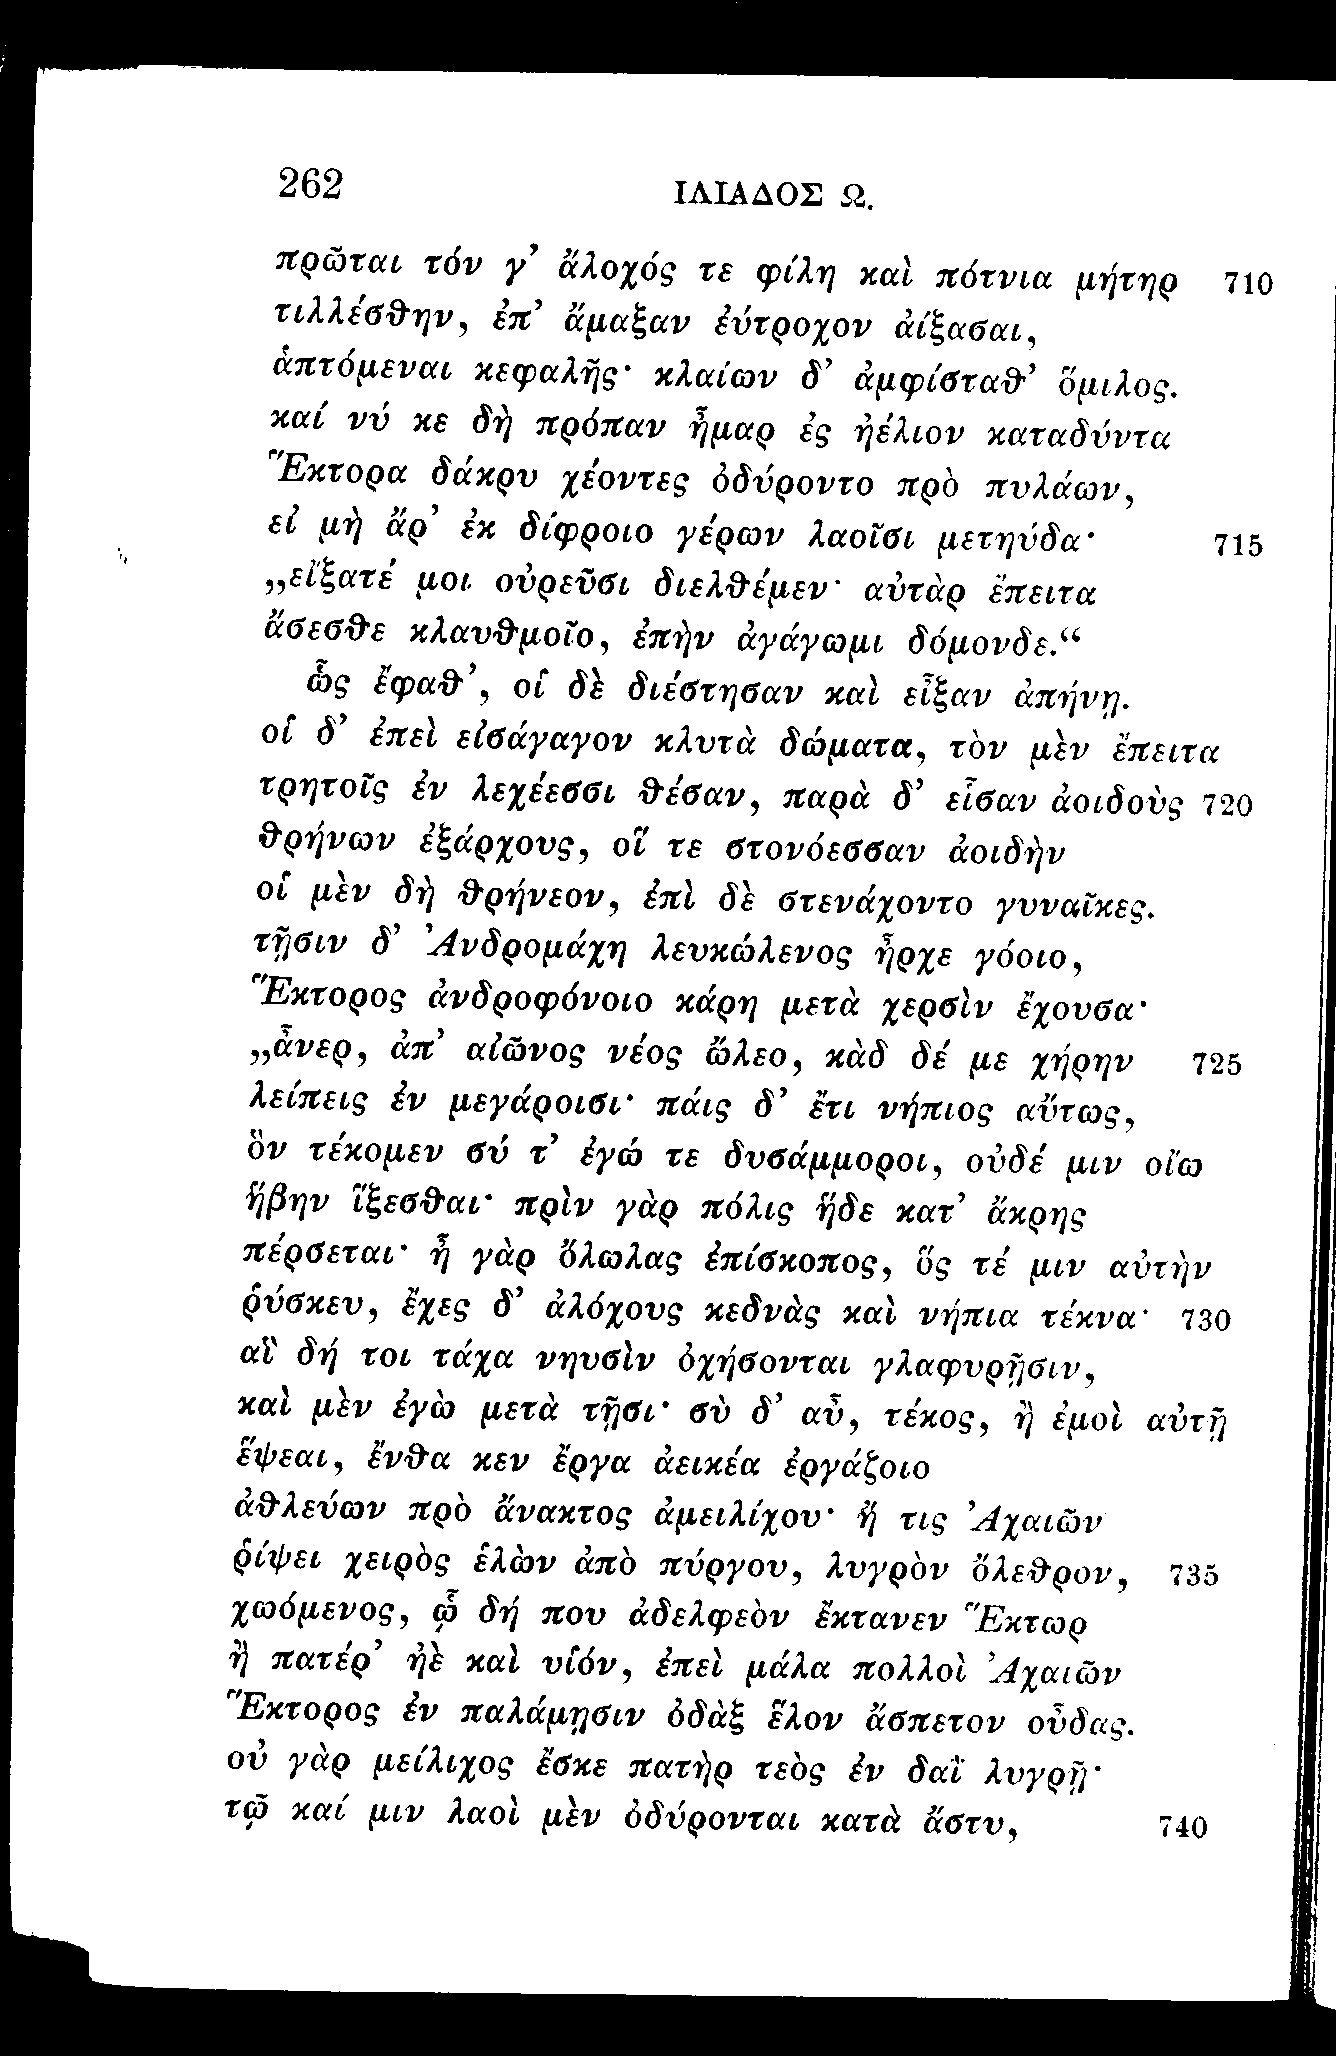 262 ΙΛΙΑΔΟΣ Ω.
πρῶται τόν γ’ ἄλοχός τε φίλη καὶ πότνια μήτηρ 710
τιλλέσθην, ἐπ’ ἄμαξαν ἐύτροχον ἀίξασαι,
ἁπτόμεναι κεφαλῆς· κλαίων δ’ ἀμφίσταθ’ ὅμιλος.
καί νύ κε δὴ πρόπαν ἦμαρ ἐς ἠέλιον καταδύντα
Ἕκτορα δάκρυ χέοντες ὀδύροντο πρὸ πυλάων,
εἰ μὴ ἄρ’ ἐκ δίφροιο γέρων λαοῖσι μετηύδα· 715
„εἴξατέ μοι οὐρεῦσι διελθέμεν· αὐτὰρ ἔπειτα
ἄσεσθε κλαυθμοῖο, ἐπὴν ἀγάγωμι δόμονδε.“
ὣς ἔφαθ’, οἱ δὲ διέστησαν καὶ εἶξαν ἀπήνῃ.
οἱ δ’ ἐπεὶ εἰσάγαγον κλυτὰ δώματα, τὸν μὲν ἔπειτα
τρητοῖς ἐν λεχέεσσι θέσαν, παρὰ δ’ εἷσαν ἀοιδοὺς 720
θρήνων ἐξάρχους, οἵ τε στονόεσσαν ἀοιδὴν
οἱ μὲν δὴ θρήνεον, ἐπὶ δὲ στενάχοντο γυναῖκες.
τῇσιν δ’ Ἀνδρομάχη λευκώλενος ἦρχε γόοιο,
Ἕκτορος ἀνδροφόνοιο κάρη μετὰ χερσὶν ἔχουσα·
„ἆνερ, ἀπ’ αἰῶνος νέος ὤλεο, κὰδ δέ με χήρην 725
λείπεις ἐν μεγάροισι· πάις δ’ ἔτι νήπιος αὔτως,
ὃν τέκομεν σύ τ’ ἐγώ τε δυσάμμοροι, οὐδέ μιν οἴω
ἥβην ἵξεσθαι· πρὶν γὰρ πόλις ἥδε κατ’ ἄκρης
πέρσεται· ἦ γὰρ ὄλωλας ἐπίσκοπος, ὅς τέ μιν αὐτὴν
ῥύσκευ, ἔχες δ’ ἀλόχους κεδνὰς καὶ νήπια τέκνα· 730
αἳ δή τοι τάχα νηυσὶν ὀχήσονται γλαφυρῇσιν,
καὶ μὲν ἐγὼ μετὰ τῇσι· σὺ δ’ αὖ, τέκος, ἢ ἐμοὶ αὐτῇ
ἕψεαι, ἔνθα κεν ἔργα ἀεικέα ἐργάζοιο
ἀθλεύων πρὸ ἄνακτος ἀμειλίχου· ἤ τις Ἀχαιῶν
ῥίψει χειρὸς ἑλὼν ἀπὸ πύργου, λυγρὸν ὄλεθρον, 735
χωόμενος, ᾧ δή που ἀδελφεὸν ἔκτανεν Ἕκτωρ
ἢ πατέρ’ ἠὲ καὶ υἱόν, ἐπεὶ μάλα πολλοὶ Ἀχαιῶν
Ἕκτορος ἐν παλάμῃσιν ὀδὰξ ἕλον ἄσπετον οὖδας.
οὐ γὰρ μείλιχος ἔσκε πατὴρ τεὸς ἐν δαῒ λυγρῇ·
τῷ καί μιν λαοὶ μὲν ὀδύρονται κατὰ ἄστυ, 740